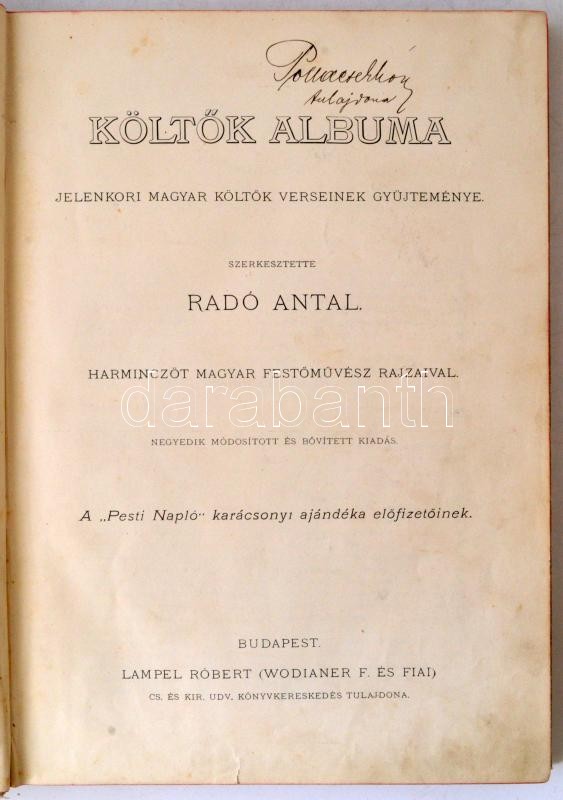 tulajdona
KÖLTŐK ALBUMA
JELENKORI MAGYAR KÖLTŐK VERSEINEK GYŰJTEMÉNYE.
SZERKESZTETTE
RADÓ ANTAL.
HARMINCZÖT MAGYAR FESTŐMŰVÉSZ RAJZAIVAL.
darabanth
NEGYEDIK MÓDOSÍTOTT ÉS BŐVÍTETT KIADÁS.
A „Pesti Napló" karácsonyi ajándéka előfizetőinek.
BUDAPEST.
LAMPEL RÓBERT (WODIANER F. ÉS FIAI)
CS. ÉS KIR. UDV. KÖNYVKERESKEDÉS TULAJDONA.